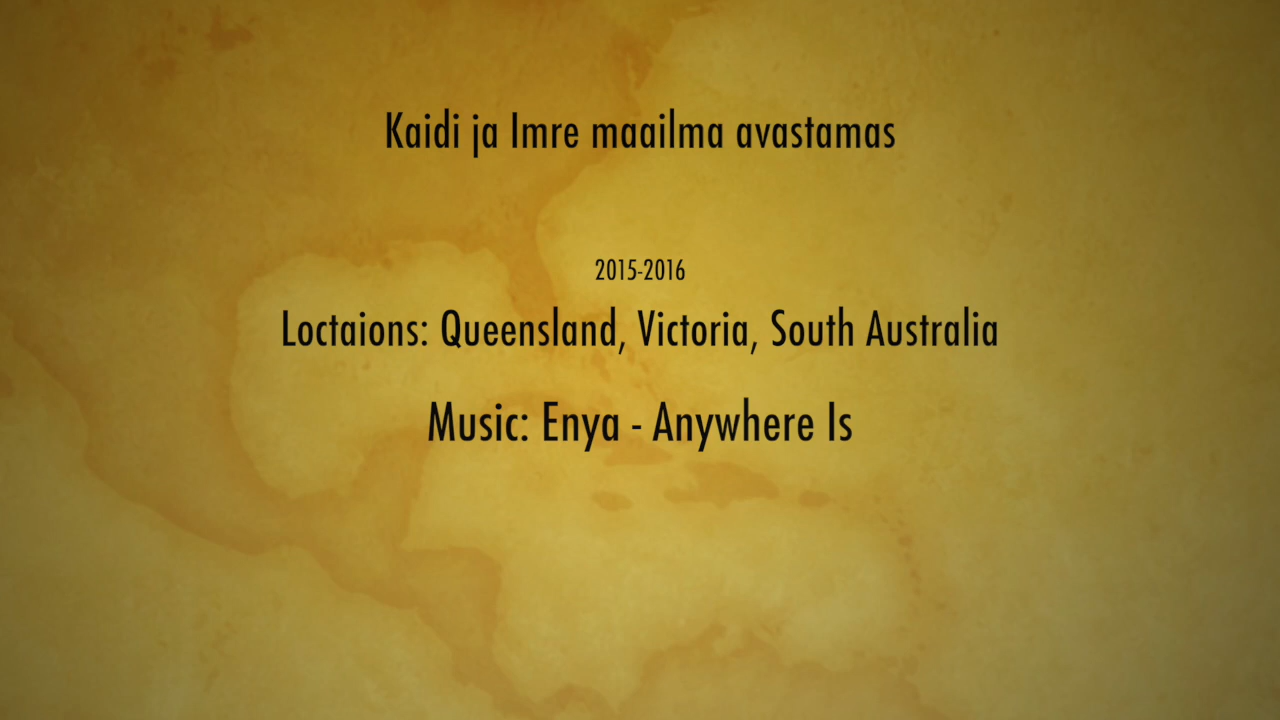 Kaidi ja Imre maailma avastamas
2015-2016
Loctaions: Queensland, Victoria, South Australia
Music: Enya - Anywhere Is